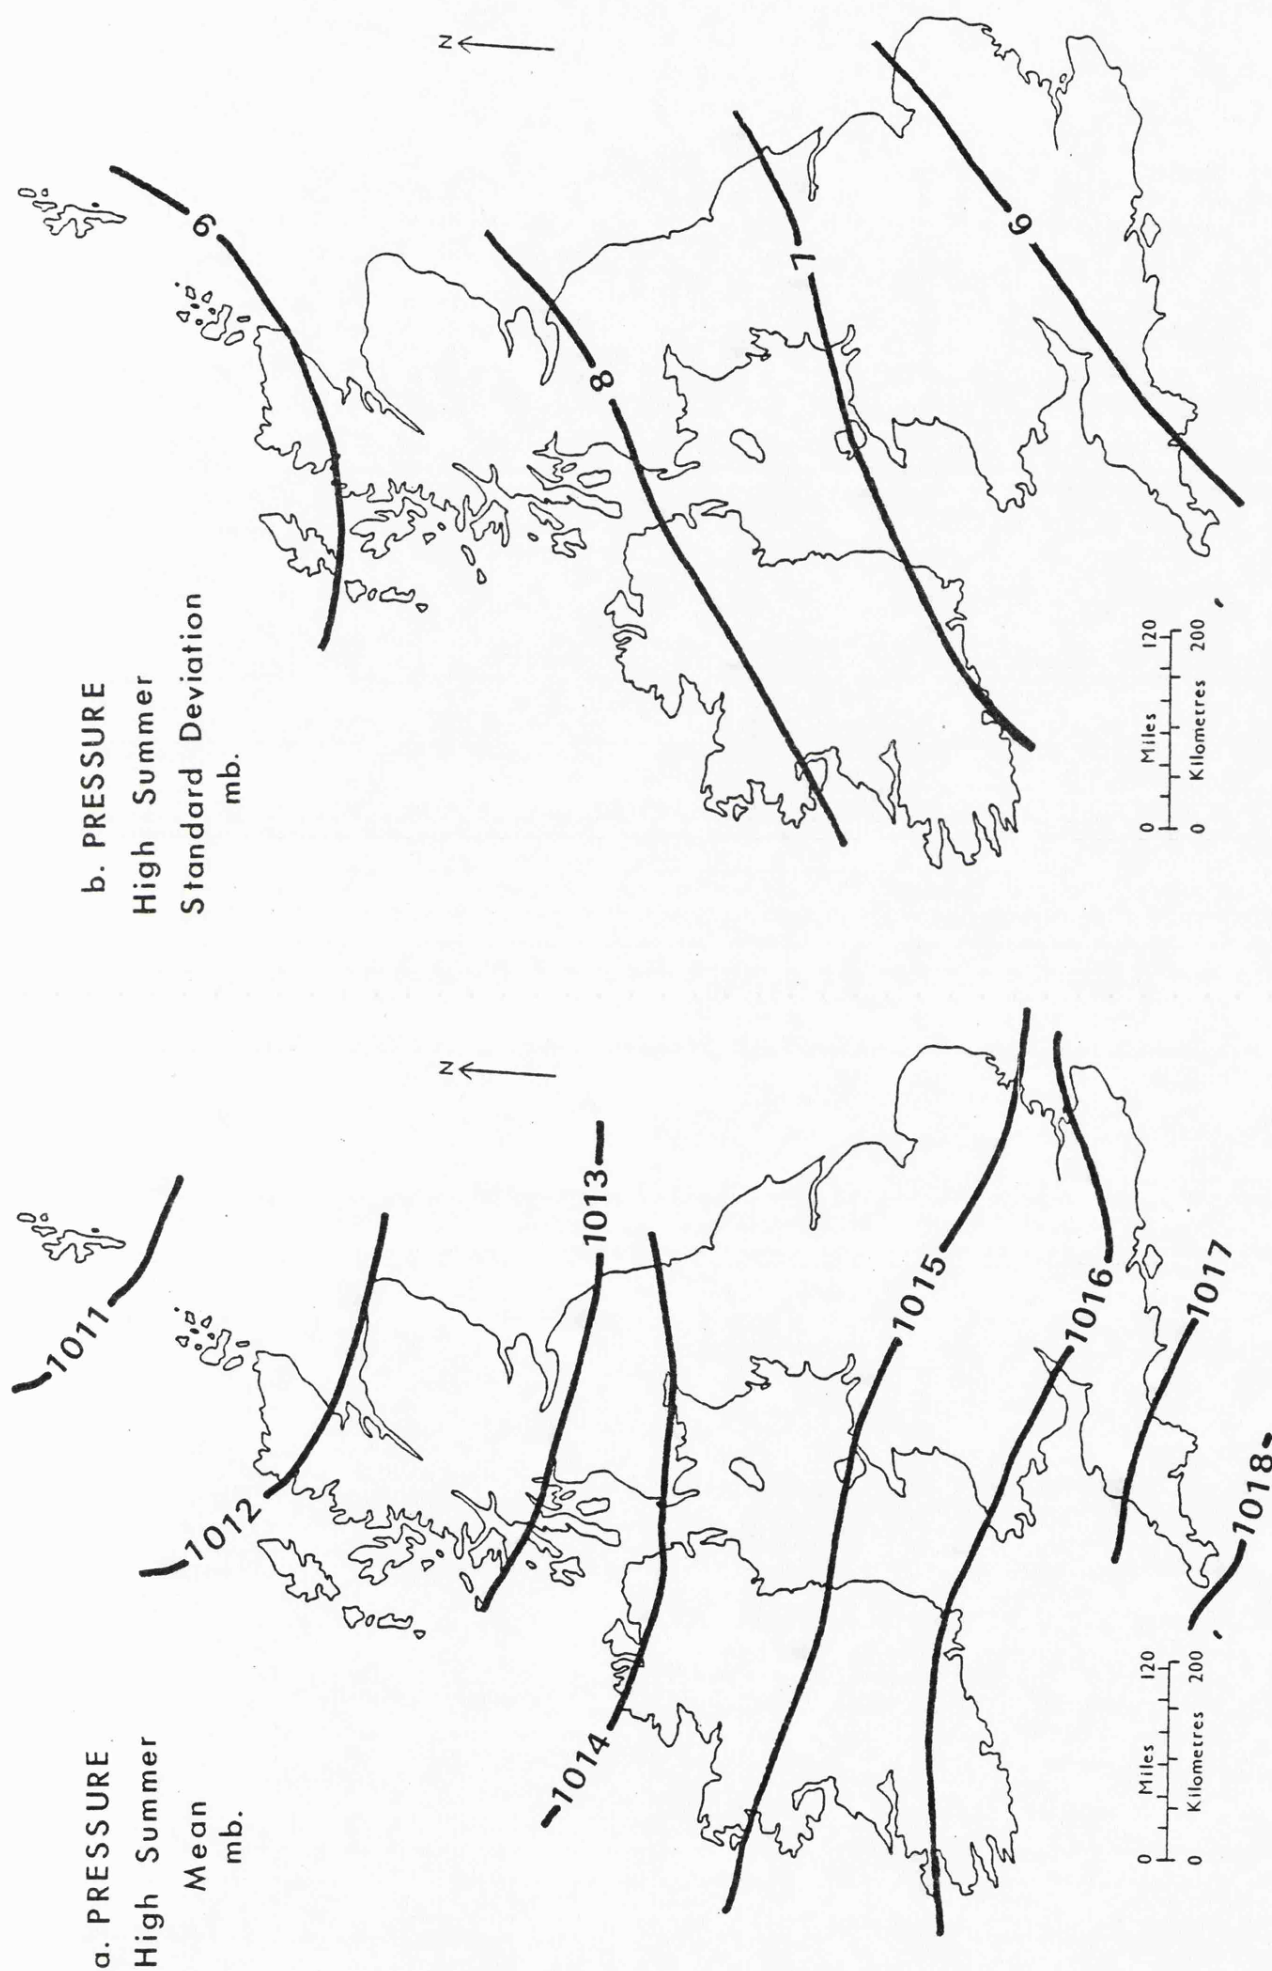 a. PRESSURE
High Summer
Mean
mb.
N
1011
1012
1013
1014
1015
1016
1017
1018
0 Miles 120
0 Kilometres 200
b. PRESSURE
High Summer
Standard Deviation
mb.
N
9
8
7
6
0 Miles 120
0 Kilometres 200